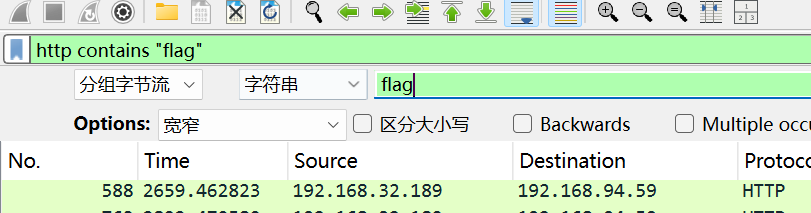 http contains "flag"
分组字节流 字符串 flag
Options: 宽窄 区分大小写 Backwards Multiple occu
No. Time Source Destination Protoco
588 2659.462823 192.168.32.189 192.168.94.59 HTTP